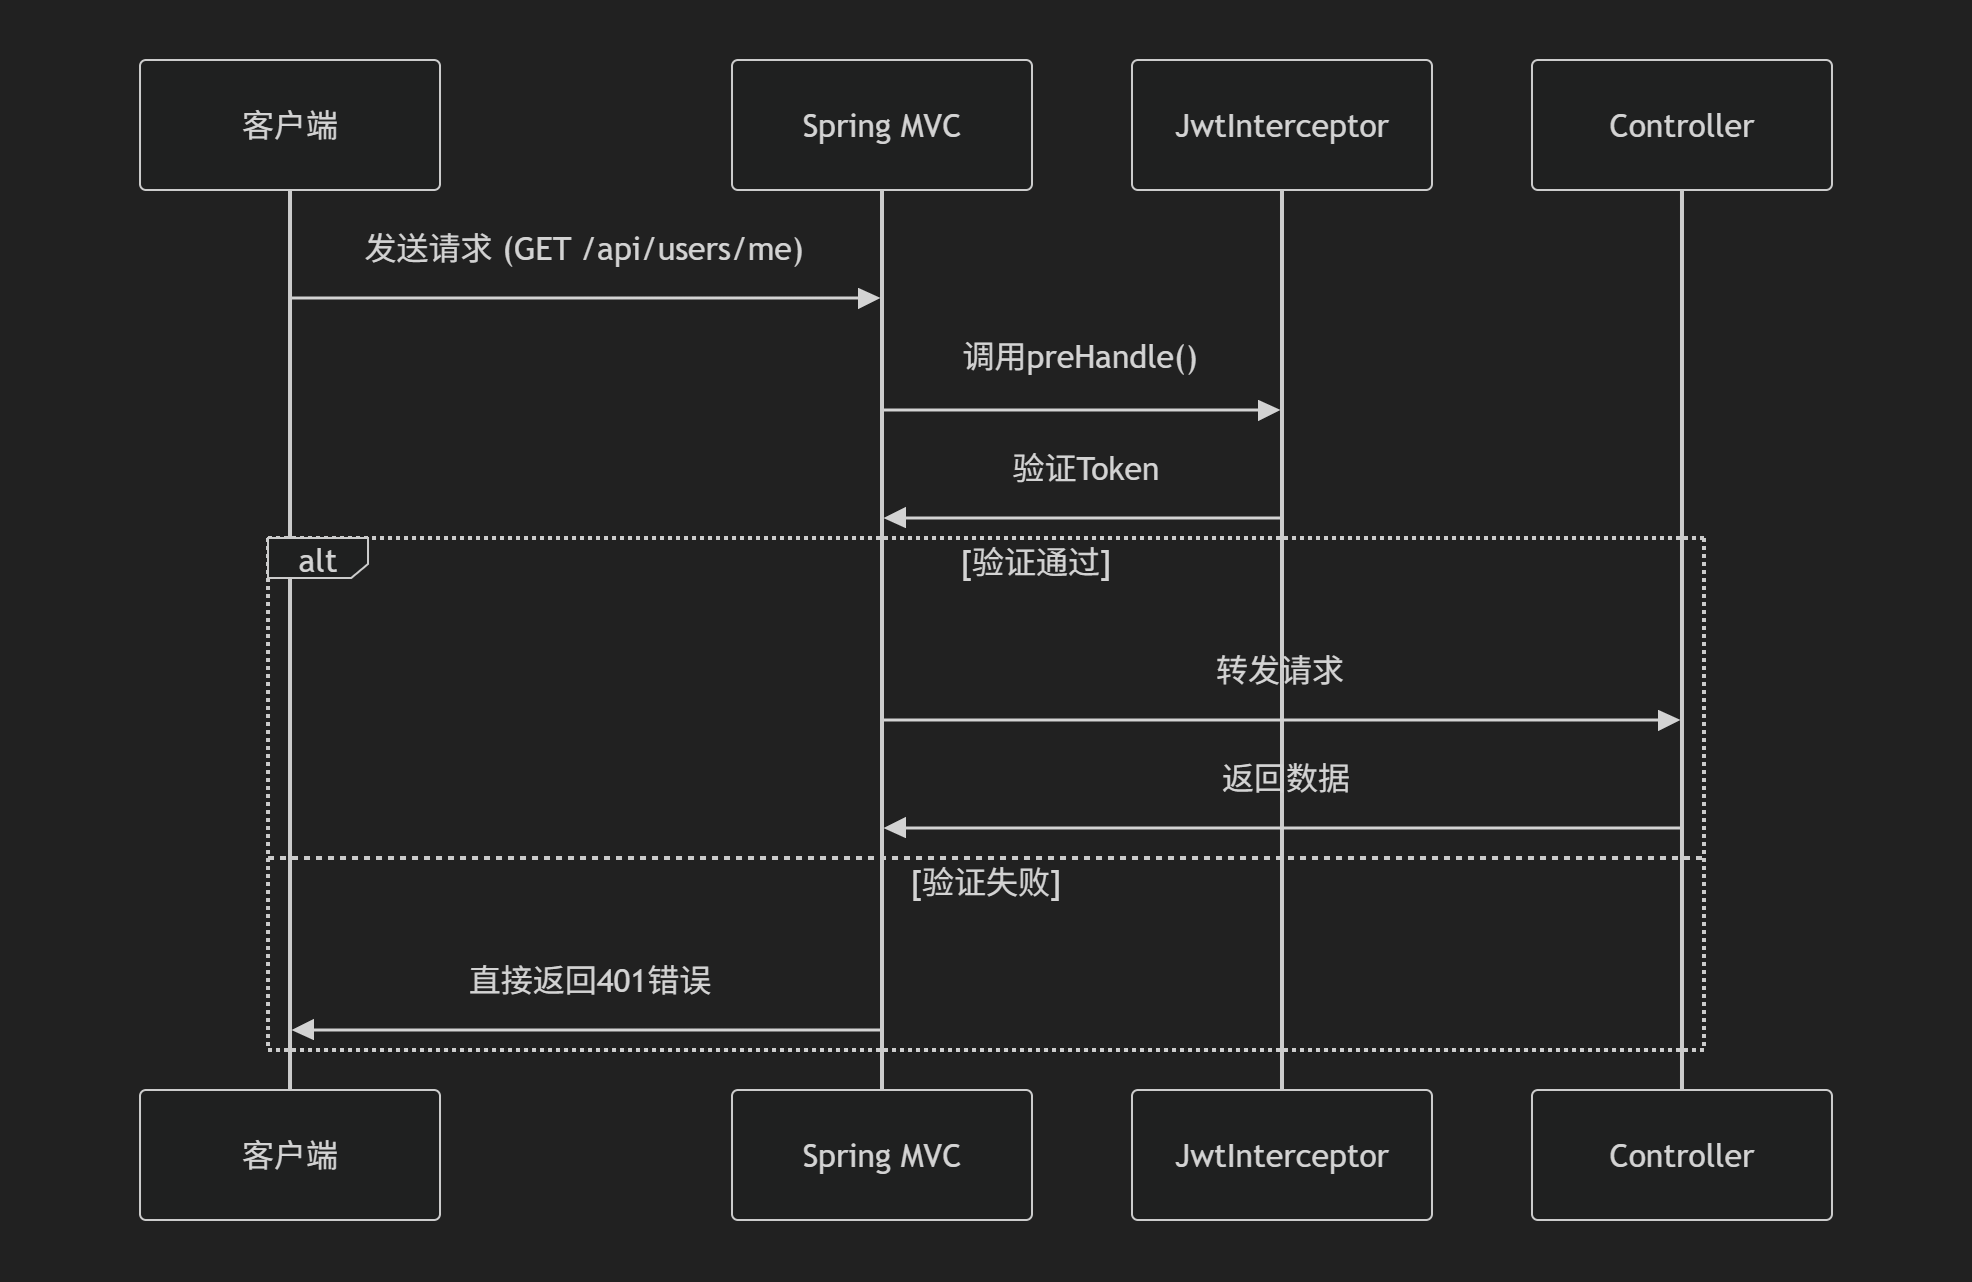 客户端
Spring MVC
JwtInterceptor
Controller
发送请求 (GET /api/users/me)
调用preHandle()
验证Token
alt
[验证通过]
转发请求
返回数据
[验证失败]
直接返回401错误
客户端
Spring MVC
JwtInterceptor
Controller